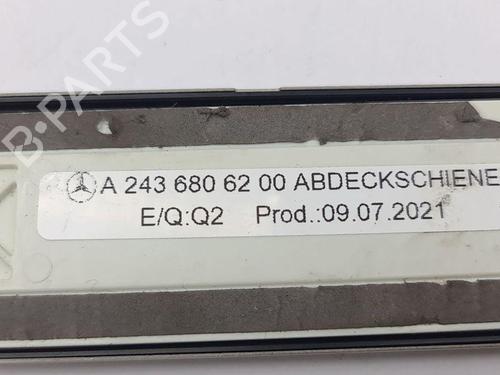 B-PARTS
A 243 680 62 00 ABDECKSCHIENE
E/Q:Q2 Prod.:09.07.2021